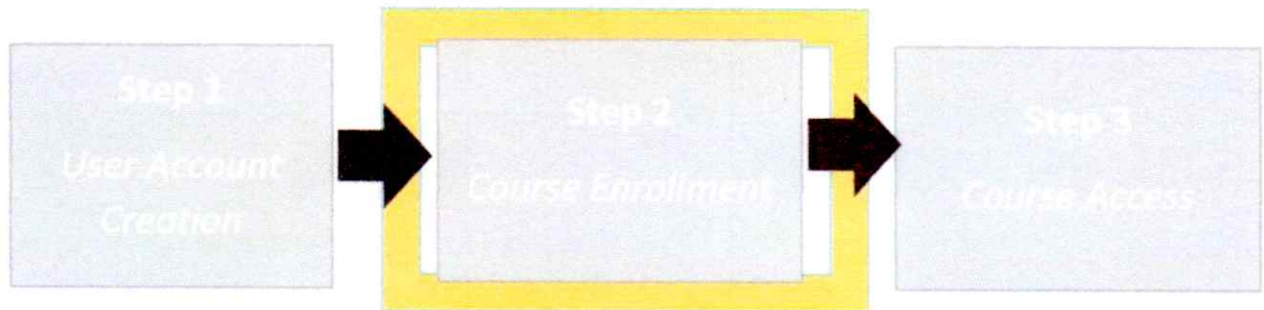 Step 1
User Account
Creation
Step 2
Course Enrollment
Step 3
Course Access